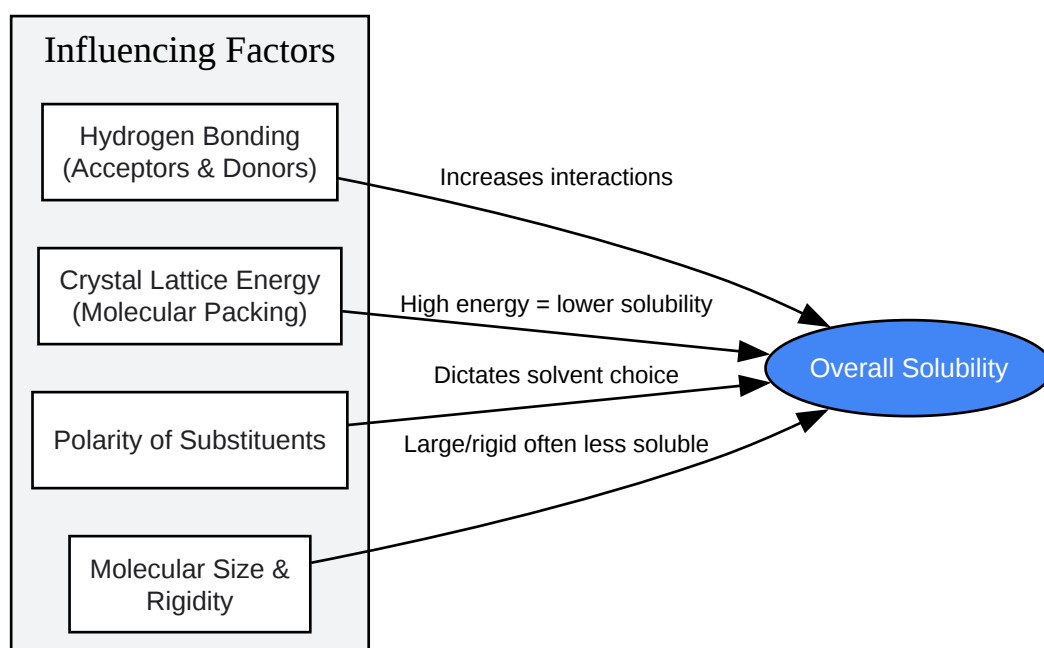 Influencing Factors
Hydrogen Bonding
(Acceptors & Donors)
Increases interactions
Crystal Lattice Energy
(Molecular Packing)
High energy = lower solubility
Overall Solubility
Dictates solvent choice
Polarity of Substituents
Large/rigid often less soluble
Molecular Size &
Rigidity